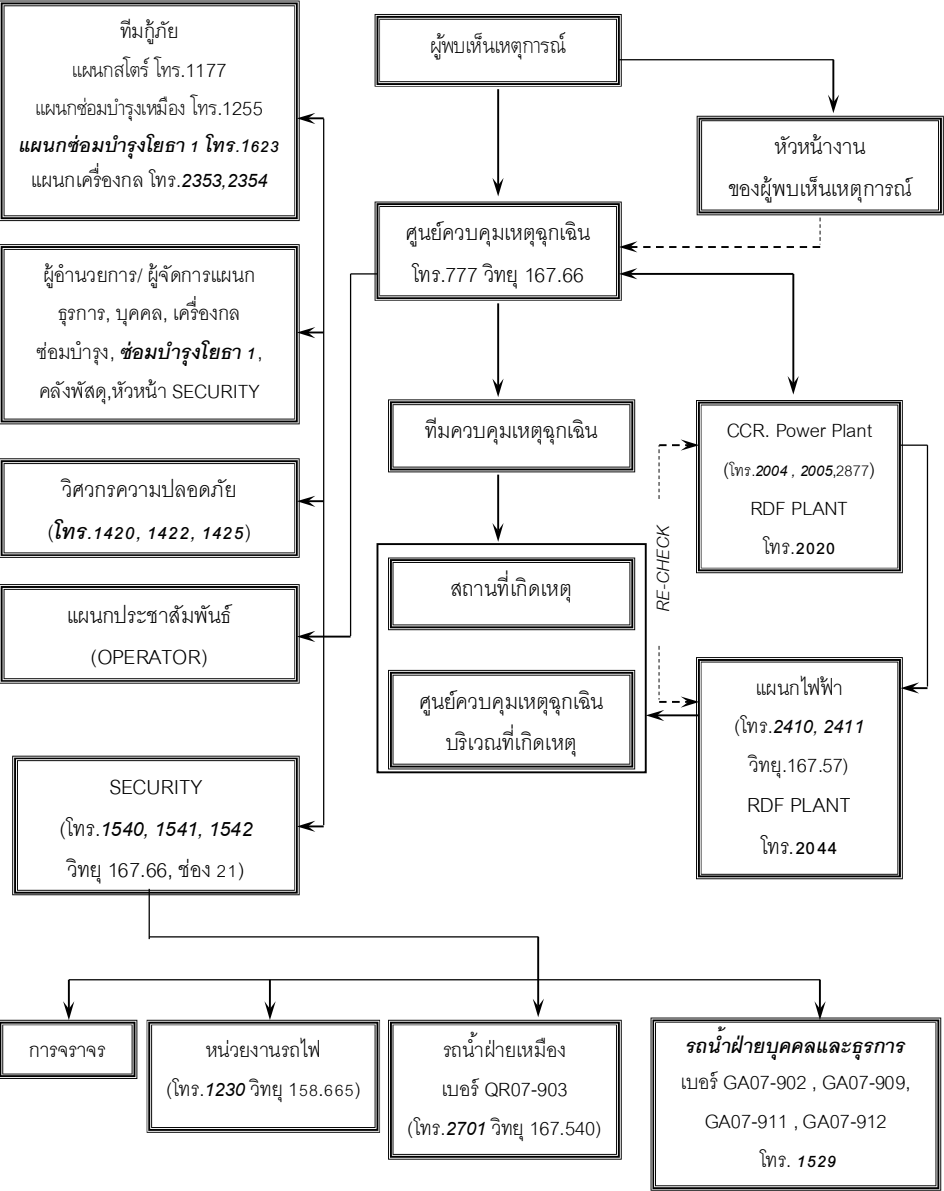 ทีมกู้ภัย
แผนกสโตร์ โทร.1177
แผนกซ่อมบำรุงเหมือง โทร.1255
แผนกซ่อมบำรุงโยธา 1 โทร.1623
แผนกเครื่องกล โทร.2353,2354
ผู้พบเห็นเหตุการณ์
หัวหน้างาน
ของผู้พบเห็นเหตุการณ์
ศูนย์ควบคุมเหตุฉุกเฉิน
โทร.777 วิทยุ 167.66
ผู้อำนวยการ/ ผู้จัดการแผนก
ธุรการ, บุคคล, เครื่องกล
ซ่อมบำรุง, ซ่อมบำรุงโยธา 1,
คลังพัสดุ,หัวหน้า SECURITY
ทีมควบคุมเหตุฉุกเฉิน
CCR. Power Plant
(โทร.2004 , 2005,2877)
RDF PLANT
โทร.2020
วิศวกรความปลอดภัย
(โทร.1420, 1422, 1425)
RE-CHECK
สถานที่เกิดเหตุ
แผนกประชาสัมพันธ์
(OPERATOR)
ศูนย์ควบคุมเหตุฉุกเฉิน
บริเวณที่เกิดเหตุ
แผนกไฟฟ้า
(โทร.2410, 2411
วิทยุ.167.57)
RDF PLANT
โทร.2044
SECURITY
(โทร.1540, 1541, 1542
วิทยุ 167.66, ช่อง 21)
การจราจร
หน่วยงานรถไฟ
(โทร.1230 วิทยุ 158.665)
รถน้ำฝ่ายเหมือง
เบอร์ QR07-903
(โทร.2701 วิทยุ 167.540)
รถน้ำฝ่ายบุคคลและธุรการ
เบอร์ GA07-902 , GA07-909,
GA07-911 , GA07-912
โทร. 1529